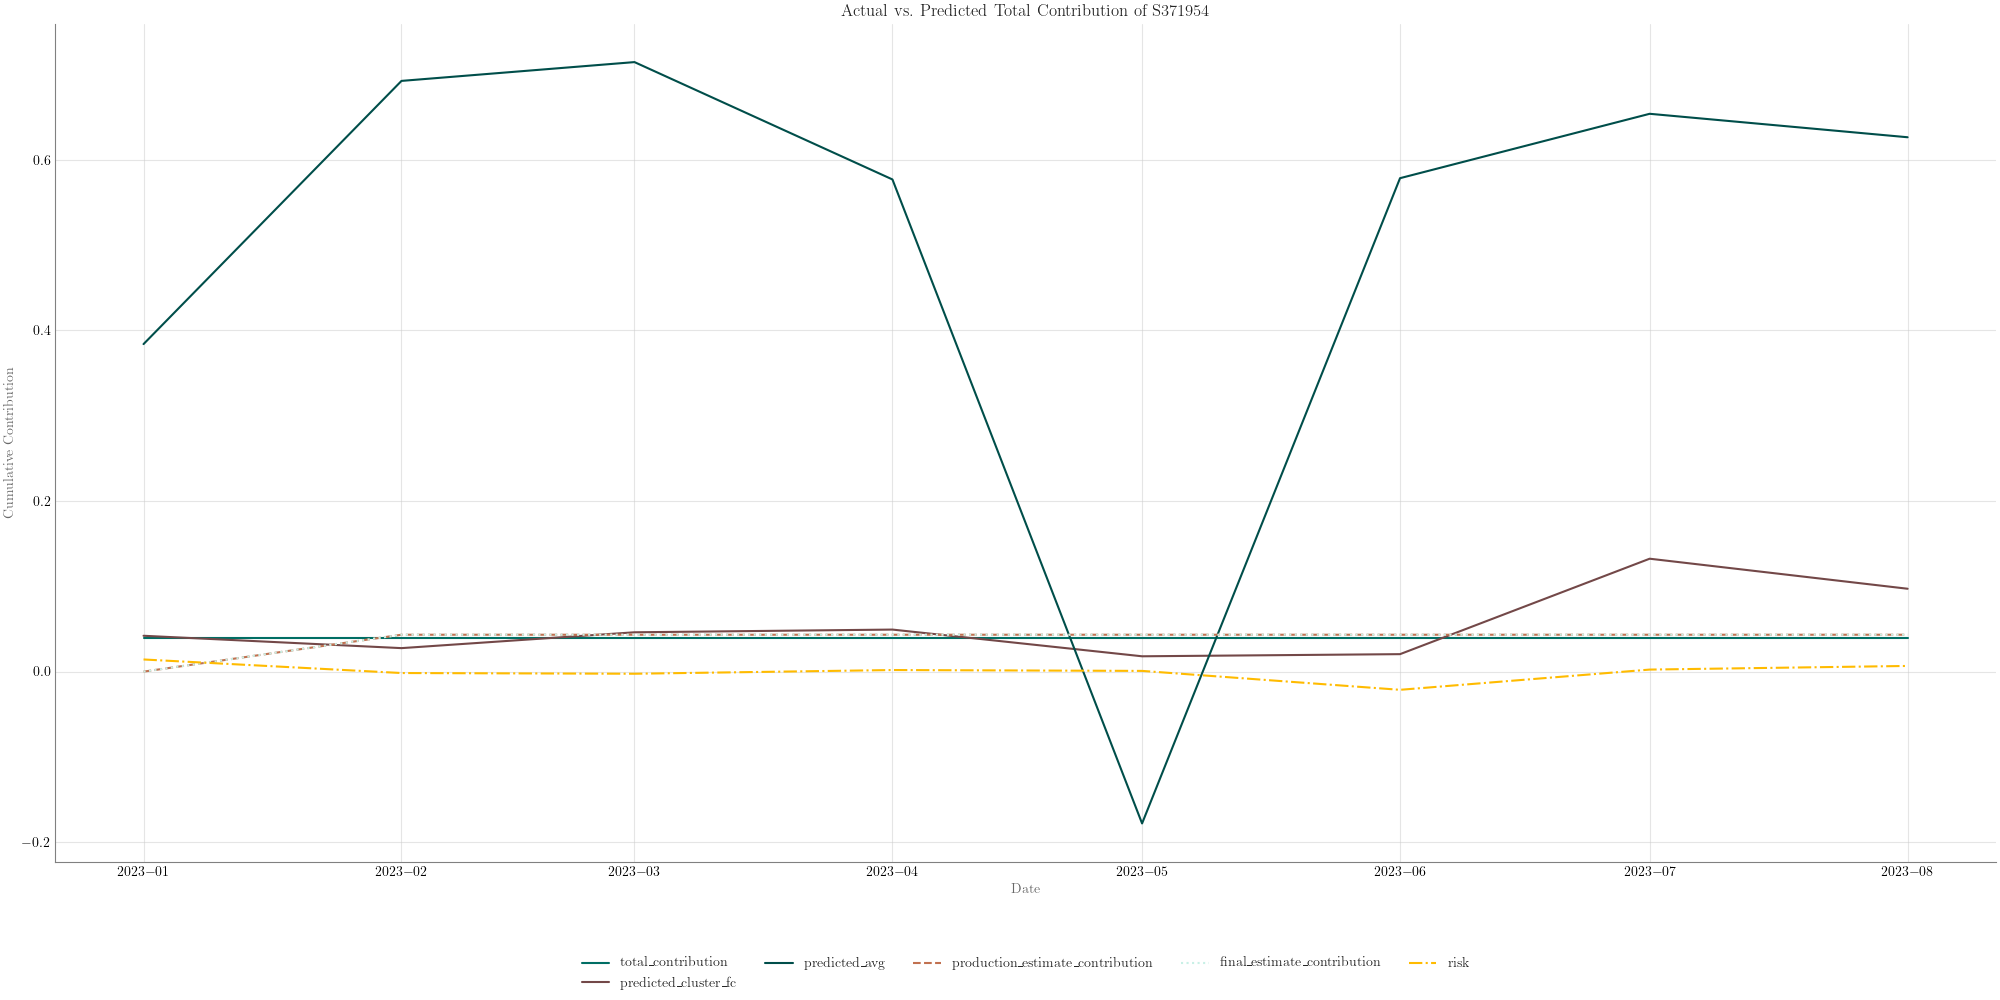 Actual vs. Predicted Total Contribution of S371954
Cumulative Contribution
0.6
0.4
0.2
0.0
−0.2
2023−01 2023−02 2023−03 2023−04 2023−05 2023−06 2023−07 2023−08
Date
total_contribution predicted_avg production_estimate_contribution final_estimate_contribution risk
predicted_cluster_fc